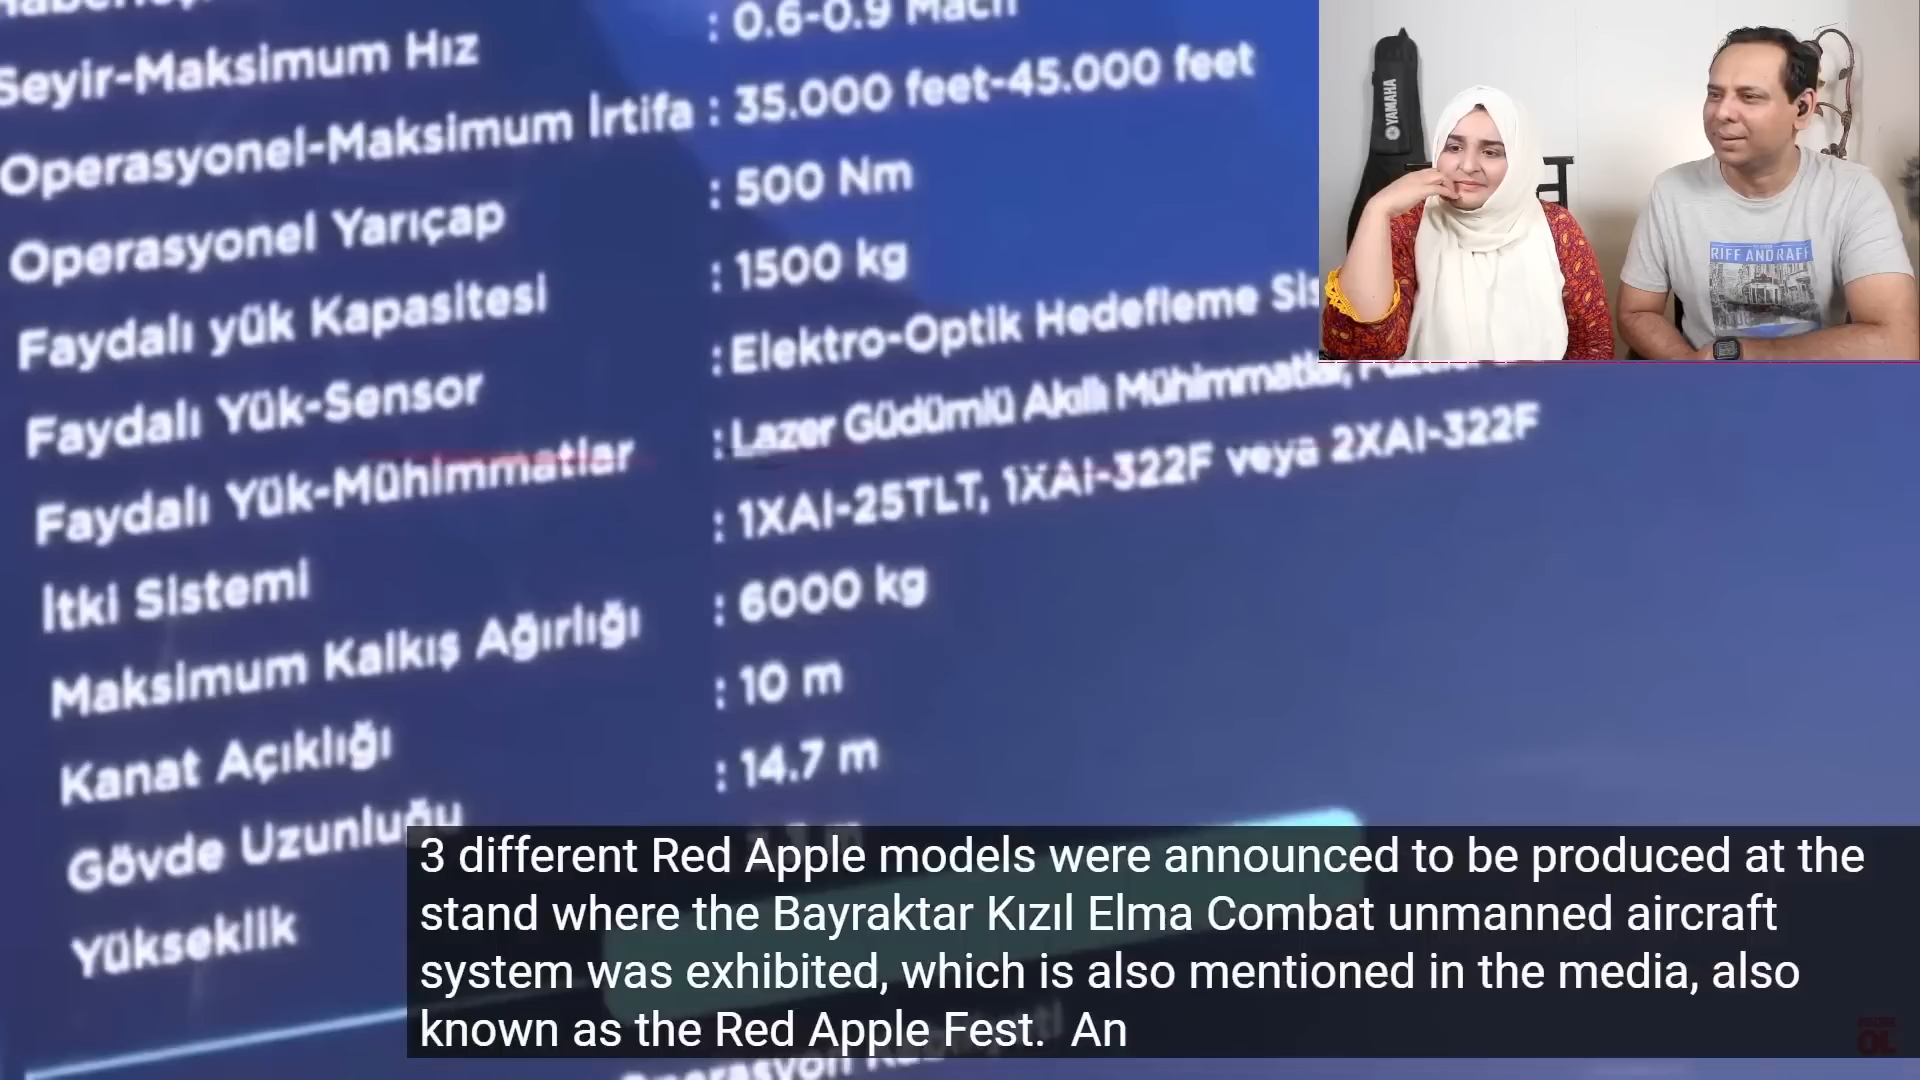 Seyir-Maksimum Hız : 0.6-0.9 Mach
Operasyonel-Maksimum İrtifa : 35.000 feet-45.000 feet
Operasyonel Yarıçap : 500 Nm
Faydalı yük Kapasitesi : 1500 kg
Faydalı Yük-Sensor : Elektro-Optik Hedefleme
Faydalı Yük-Mühimmatlar : Lazer Güdümlü Akıllı Mühimmatlar,
İtki Sistemi : 1XAI-25TLT, 1XAI-322F veya 2XAI-322F
Maksimum Kalkış Ağırlığı : 6000 kg
Kanat Açıklığı : 10 m
Gövde Uzunluğu : 14.7 m
Yükseklik
YAMAHA
RIFF AND RAFF
3 different Red Apple models were announced to be produced at the
stand where the Bayraktar Kızıl Elma Combat unmanned aircraft
system was exhibited, which is also mentioned in the media, also
known as the Red Apple Fest. An